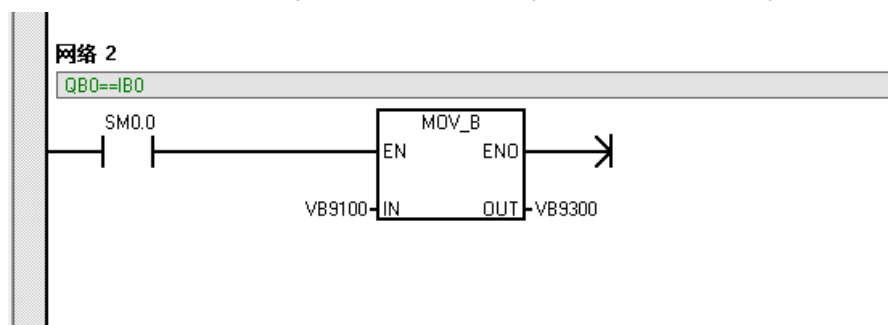 网络 2
QB0==IB0
SM0.0
MOV_B
EN ENO
VB9100 IN OUT VB9300